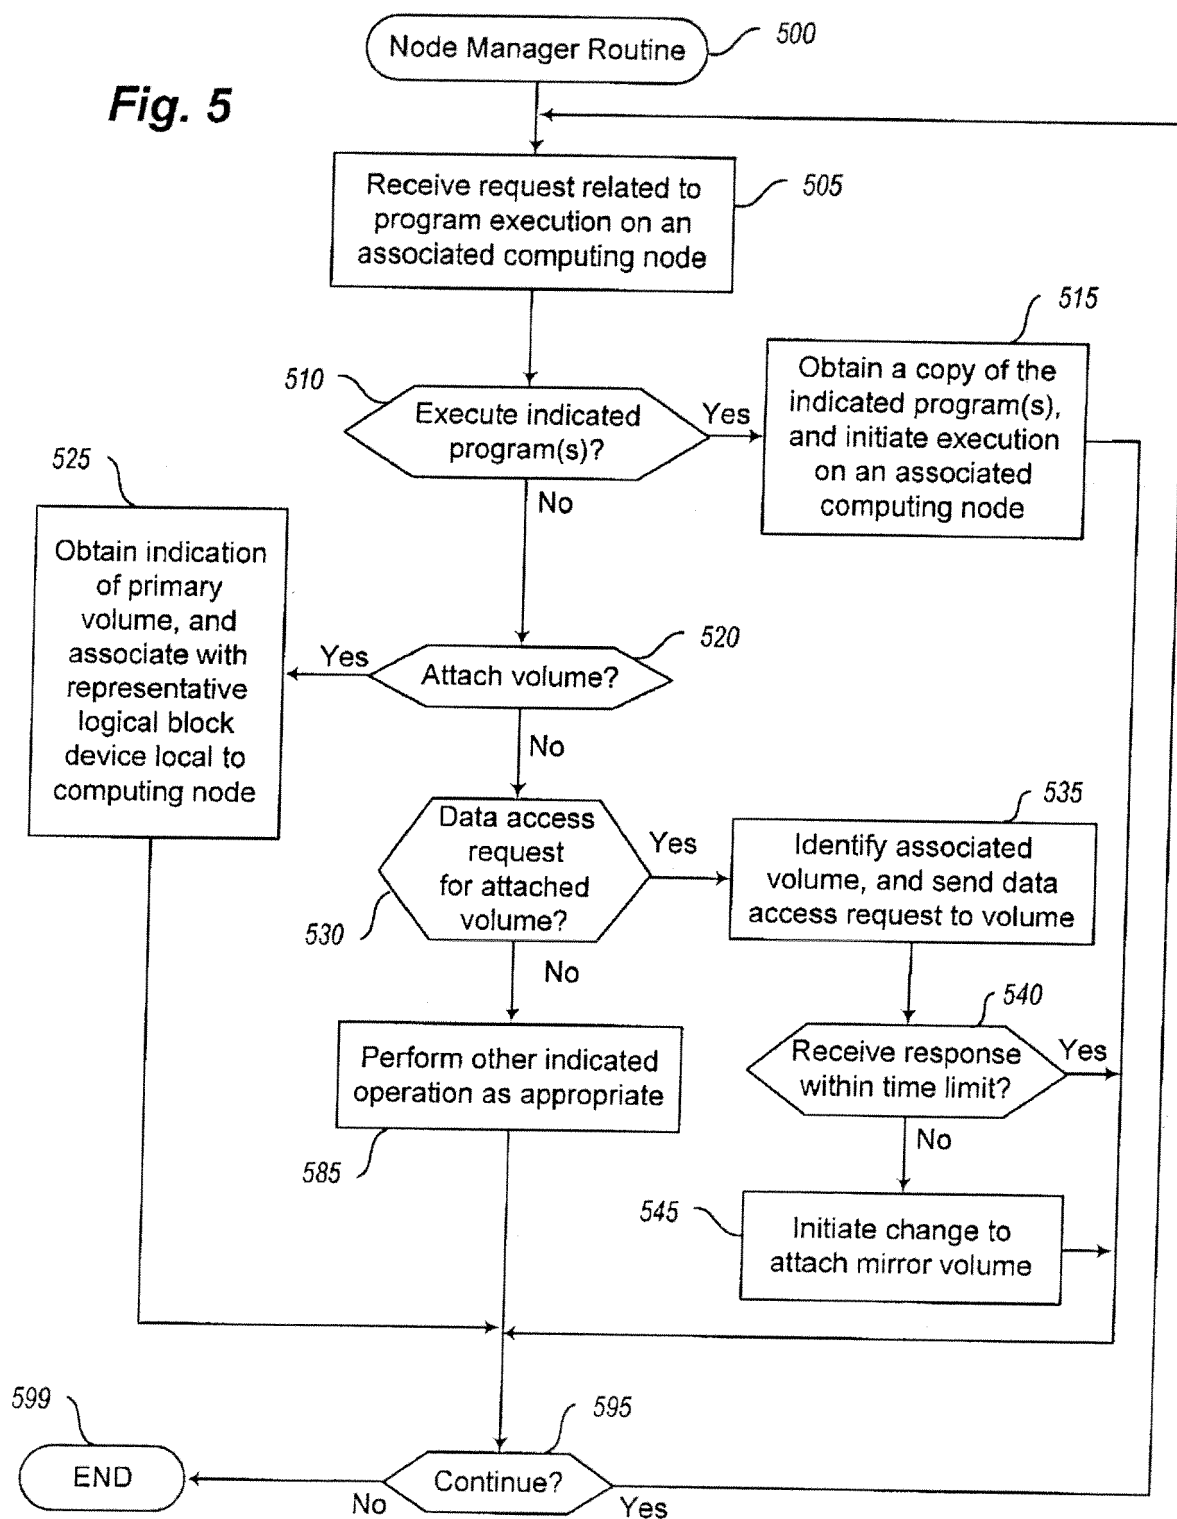 Fig. 5
Node Manager Routine
500
Receive request related to
program execution on an
associated computing node
505
510
Execute indicated
program(s)?
Yes
No
515
Obtain a copy of the
indicated program(s),
and initiate execution
on an associated
computing node
520
Attach volume?
Yes
No
525
Obtain indication
of primary
volume, and
associate with
representative
logical block
device local to
computing node
530
Data access
request
for attached
volume?
Yes
No
535
Identify associated
volume, and send data
access request to volume
540
Receive response
within time limit?
Yes
No
545
Initiate change to
attach mirror volume
Perform other indicated
operation as appropriate
585
595
Continue?
No
Yes
599
END